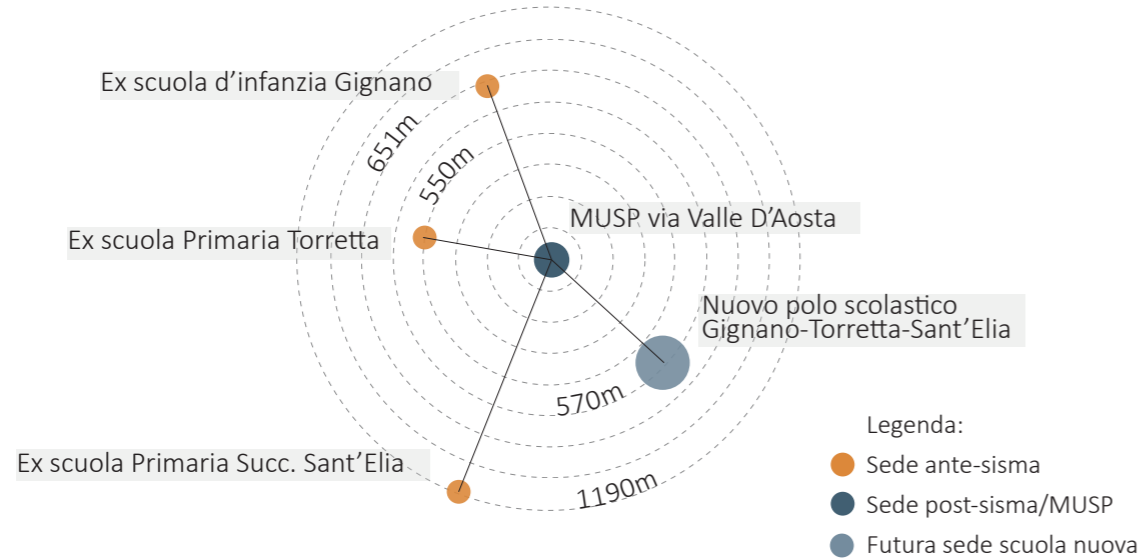 Ex scuola d'infanzia Gignano
651m
550m
MUSP via Valle D'Aosta
Ex scuola Primaria Torretta
Nuovo polo scolastico
Gignano-Torretta-Sant'Elia
570m
Ex scuola Primaria Succ. Sant'Elia
1190m
Legenda:
Sede ante-sisma
Sede post-sisma/MUSP
Futura sede scuola nuova